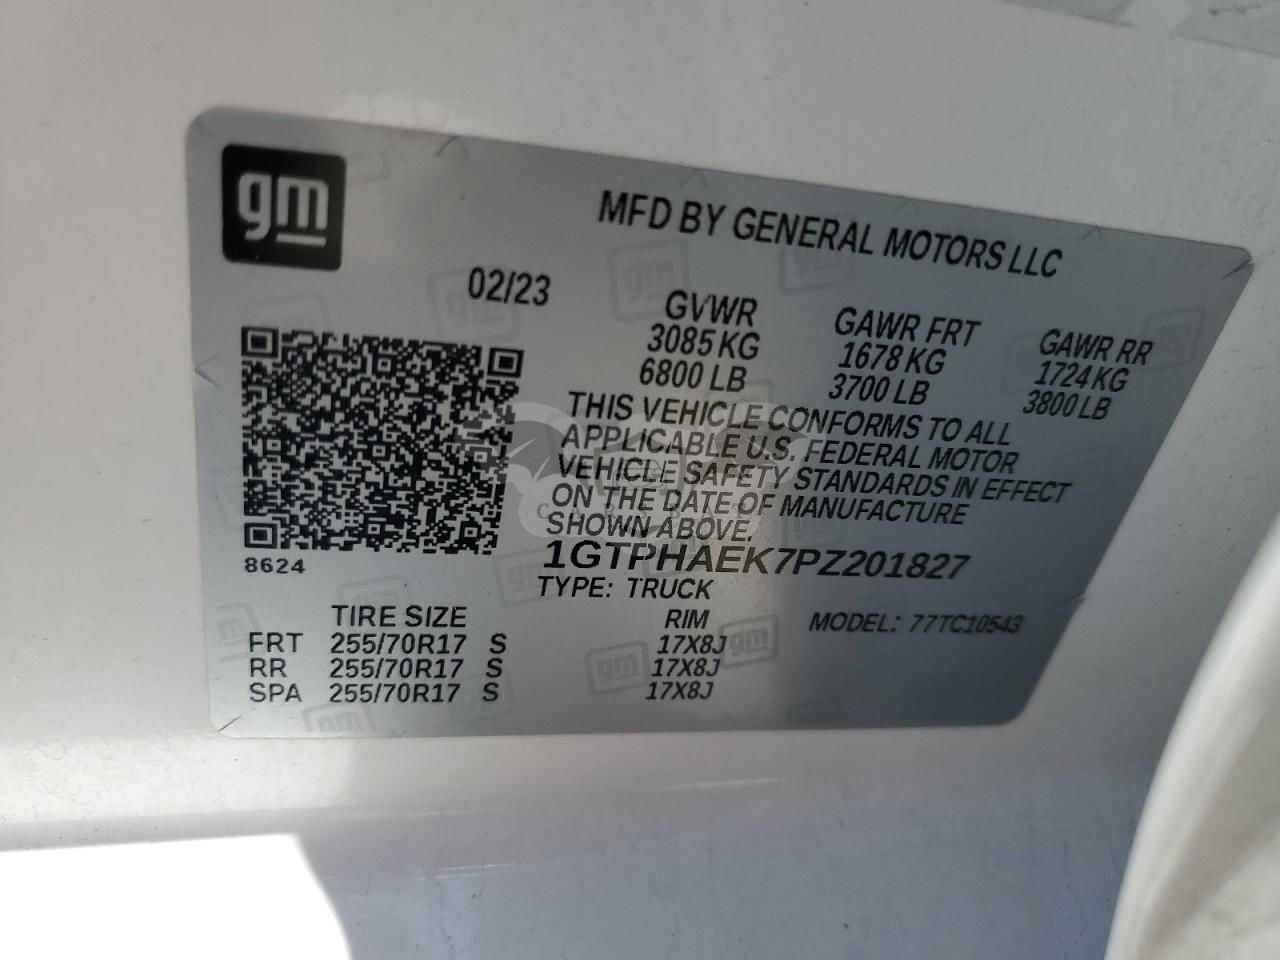 gm
MFD BY GENERAL MOTORS LLC
02/23
GVWR GAWR FRT GAWR RR
3085 KG 1678 KG 1724 KG
6800 LB 3700 LB 3800 LB
THIS VEHICLE CONFORMS TO ALL
APPLICABLE U.S. FEDERAL MOTOR
VEHICLE SAFETY STANDARDS IN EFFECT
ON THE DATE OF MANUFACTURE
SHOWN ABOVE.
8624
1GTPHAEK7PZ201827
TYPE: TRUCK
TIRE SIZE RIM MODEL: 77TC10543
FRT 255/70R17 S 17X8J
RR 255/70R17 S 17X8J
SPA 255/70R17 S 17X8J